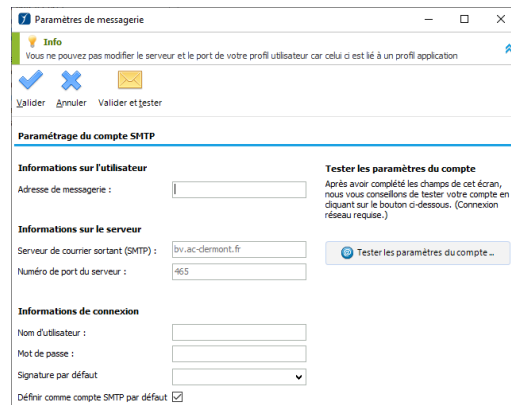 Paramètres de messagerie
Info
Vous ne pouvez pas modifier le serveur et le port de votre profil utilisateur car celui ci est lié à un profil application
Valider
Annuler
Valider et tester
Paramétrage du compte SMTP
Informations sur l'utilisateur
Adresse de messagerie :
Tester les paramètres du compte
Après avoir complété les champs de cet écran,
nous vous conseillons de tester votre compte en
cliquant sur le bouton ci-dessous. (Connexion
réseau requise.)
Informations sur le serveur
Serveur de courrier sortant (SMTP) :
bv.ac-clermont.fr
Tester les paramètres du compte ...
Numéro de port du serveur :
465
Informations de connexion
Nom d'utilisateur :
Mot de passe :
Signature par défaut
Définir comme compte SMTP par défaut